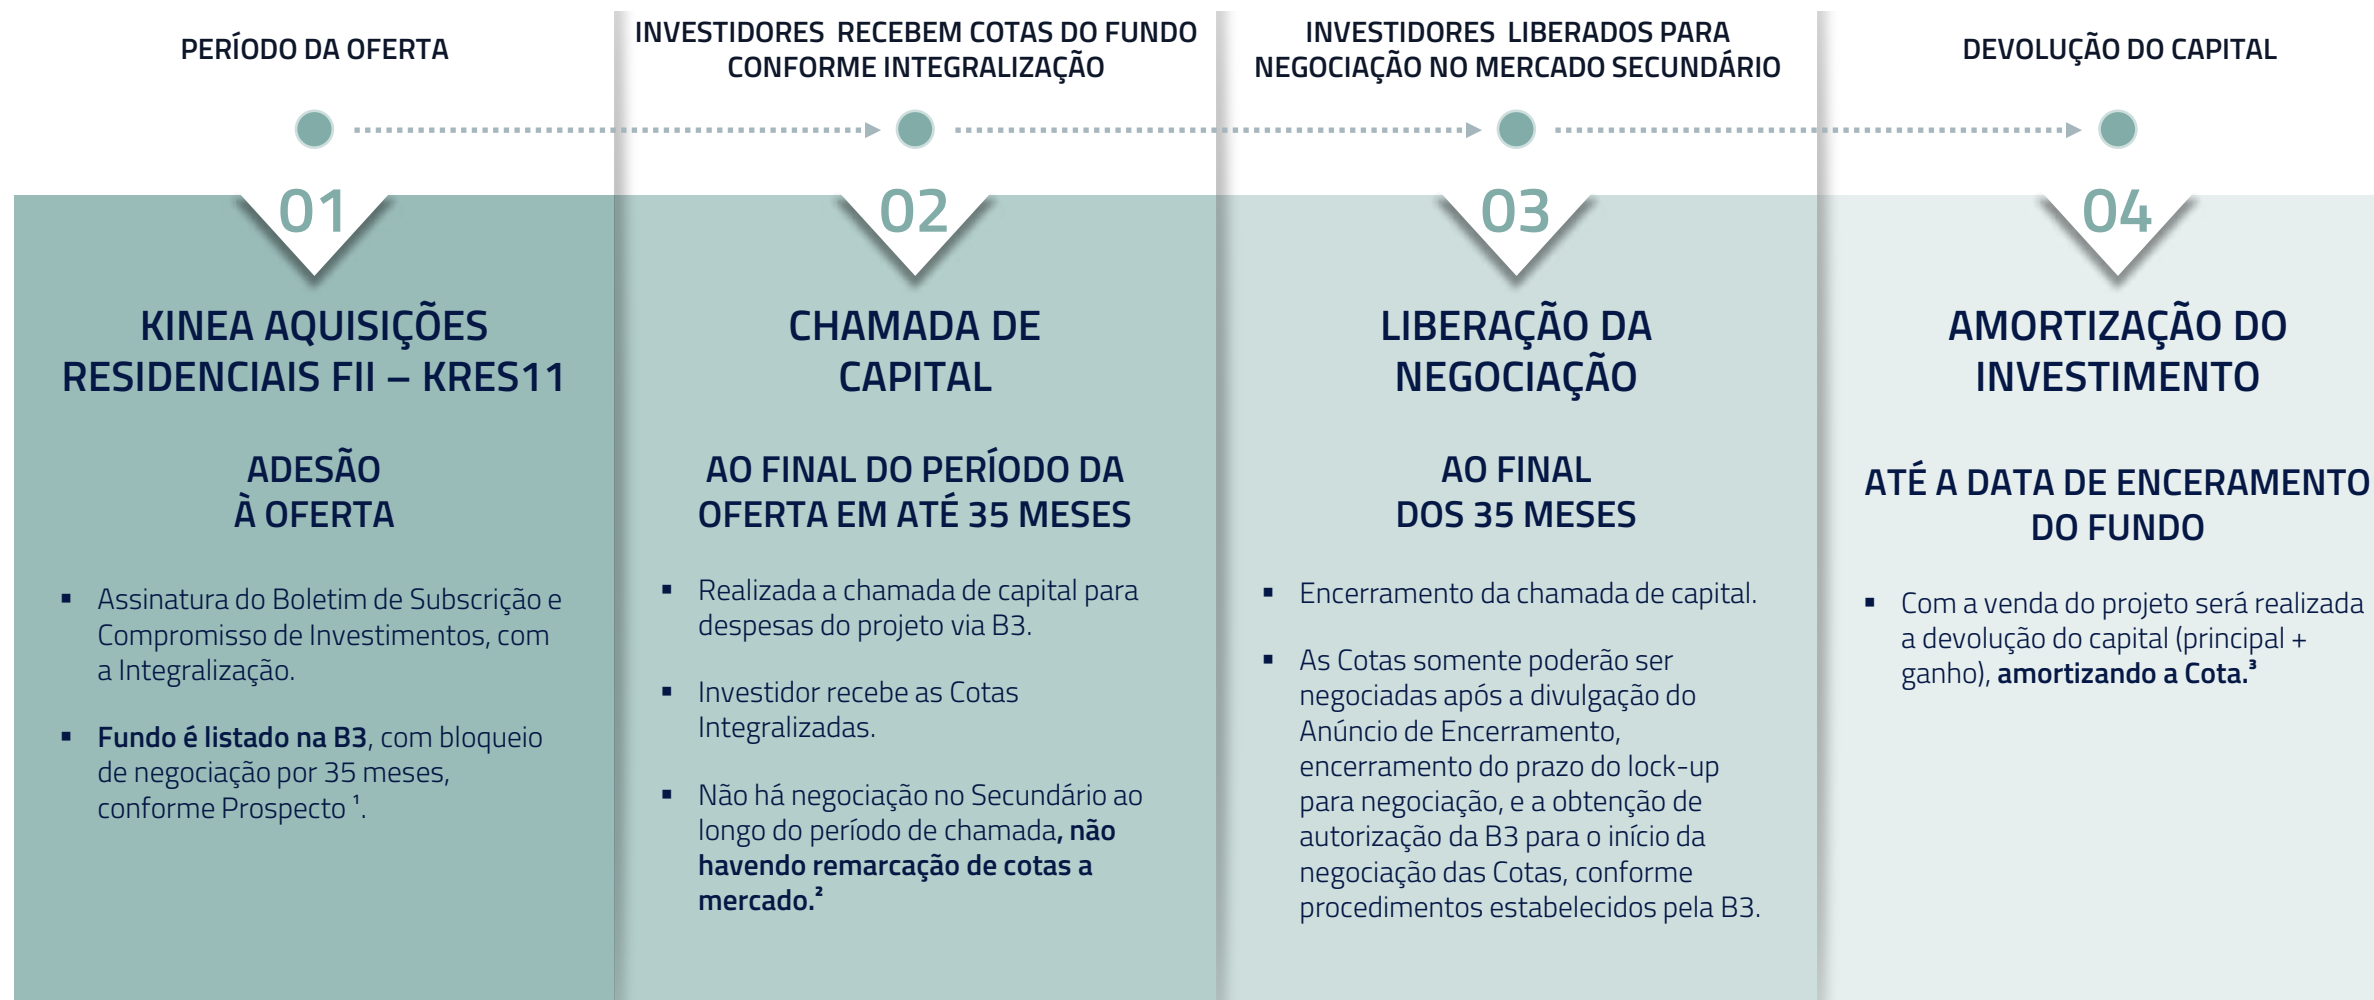 PERÍODO DA OFERTA
01
KINEA AQUISIÇÕES
RESIDENCIAIS FII – KRES11
ADESÃO
À OFERTA
▪ Assinatura do Boletim de Subscrição e
Compromisso de Investimentos, com
a Integralização.
▪ Fundo é listado na B3, com bloqueio
de negociação por 35 meses,
conforme Prospecto ¹.
INVESTIDORES RECEBEM COTAS DO FUNDO
CONFORME INTEGRALIZAÇÃO
02
CHAMADA DE
CAPITAL
AO FINAL DO PERÍODO DA
OFERTA EM ATÉ 35 MESES
▪ Realizada a chamada de capital para
despesas do projeto via B3.
▪ Investidor recebe as Cotas
Integralizadas.
▪ Não há negociação no Secundário ao
longo do período de chamada, não
havendo remarcação de cotas a
mercado.²
INVESTIDORES LIBERADOS PARA
NEGOCIAÇÃO NO MERCADO SECUNDÁRIO
03
LIBERAÇÃO DA
NEGOCIAÇÃO
AO FINAL
DOS 35 MESES
▪ Encerramento da chamada de capital.
▪ As Cotas somente poderão ser
negociadas após a divulgação do
Anúncio de Encerramento,
encerramento do prazo do lock-up
para negociação, e a obtenção de
autorização da B3 para o início da
negociação das Cotas, conforme
procedimentos estabelecidos pela B3.
DEVOLUÇÃO DO CAPITAL
04
AMORTIZAÇÃO DO
INVESTIMENTO
ATÉ A DATA DE ENCERAMENTO
DO FUNDO
▪ Com a venda do projeto será realizada
a devolução do capital (principal +
ganho), amortizando a Cota.³